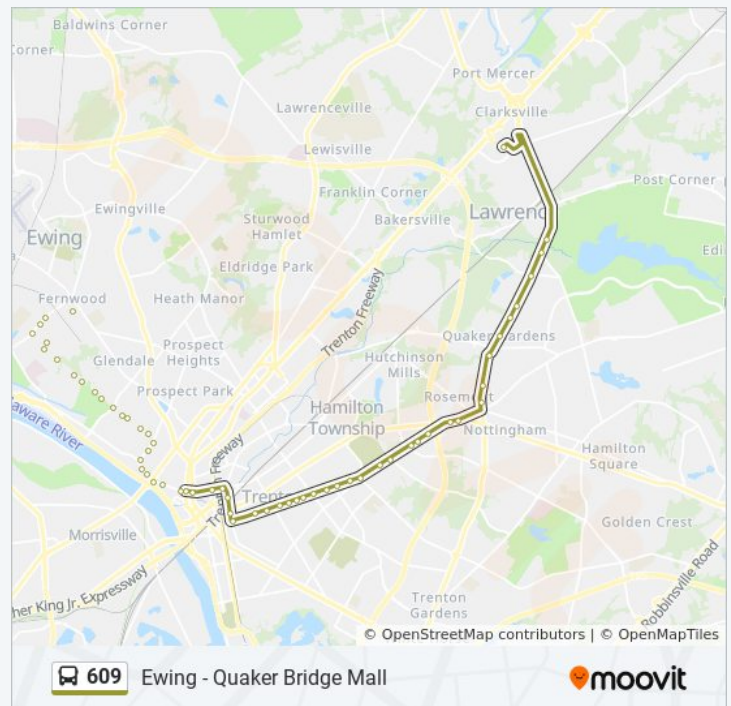 Baldwins Corner
Corner
Port Mercer
Lawrenceville
Clarksville
Lewisville
Franklin Corner
Post Corner
Ewingville
Sturwood
Hamlet
Bakersville
Lawrenc
Ewing
Edi
Eldridge Park
Fernwood
Heath Manor
Trenton Freeway
Prospect
Heights
Glendale
Quaker Gardens
Hutchinson
Mills
Prospect Park
Rosemont
Hamilton
Township
aware River
Nottingham
Hamilton
Square
Trenton Freeway
Trento
Golden Crest
Morrisville
her King Jr. Expressway
Robbinsville Road
Trenton
Gardens
© OpenStreetMap contributors | © OpenMapTiles
609 Ewing - Quaker Bridge Mall
moovit